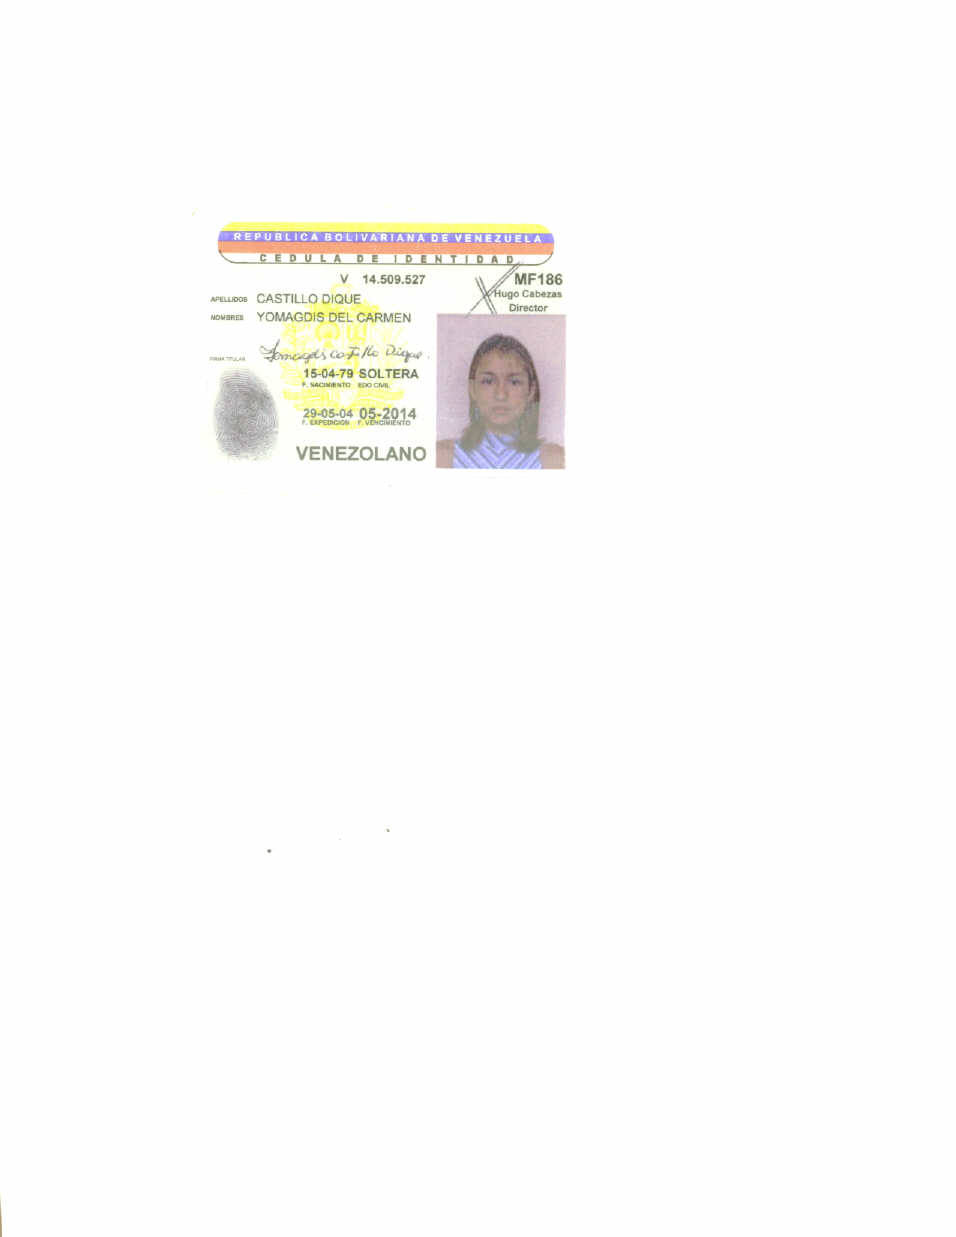 REPUBLICA BOLIVARIANA DE VENEZUELA
CEDULA DE IDENTIDAD
V 14.509.527 MF186
Hugo Cabezas
Director
APELLIDOS CASTILLO DIQUE
NOMBRES YOMAGDIS DEL CARMEN
FIRMA TITULAR Yomagdis Castillo Dique.
15-04-79 SOLTERA
F. NACIMIENTO EDO CIVIL
29-05-04 05-2014
F. EXPEDICION F. VENCIMIENTO
VENEZOLANO